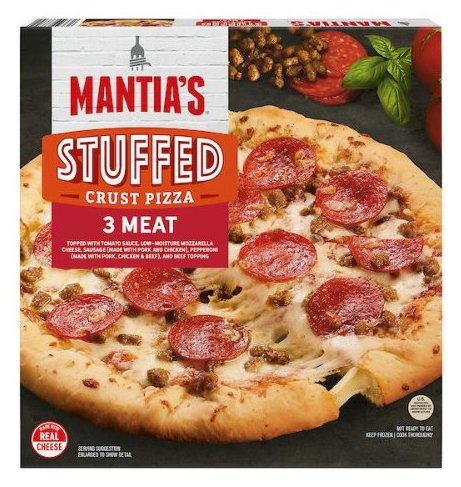 MANTIA'S
STUFFED
CRUST PIZZA
3 MEAT
TOPPED WITH TOMATO SAUCE, LOW-MOISTURE MOZZARELLA
CHEESE, SAUSAGE (MADE WITH PORK AND CHICKEN), PEPPERONI
(MADE WITH PORK, CHICKEN & BEEF), AND BEEF TOPPING
MADE WITH
REAL
CHEESE
SERVING SUGGESTION
ENLARGED TO SHOW DETAIL
NOT READY TO EAT
KEEP FROZEN | COOK THOROUGHLY